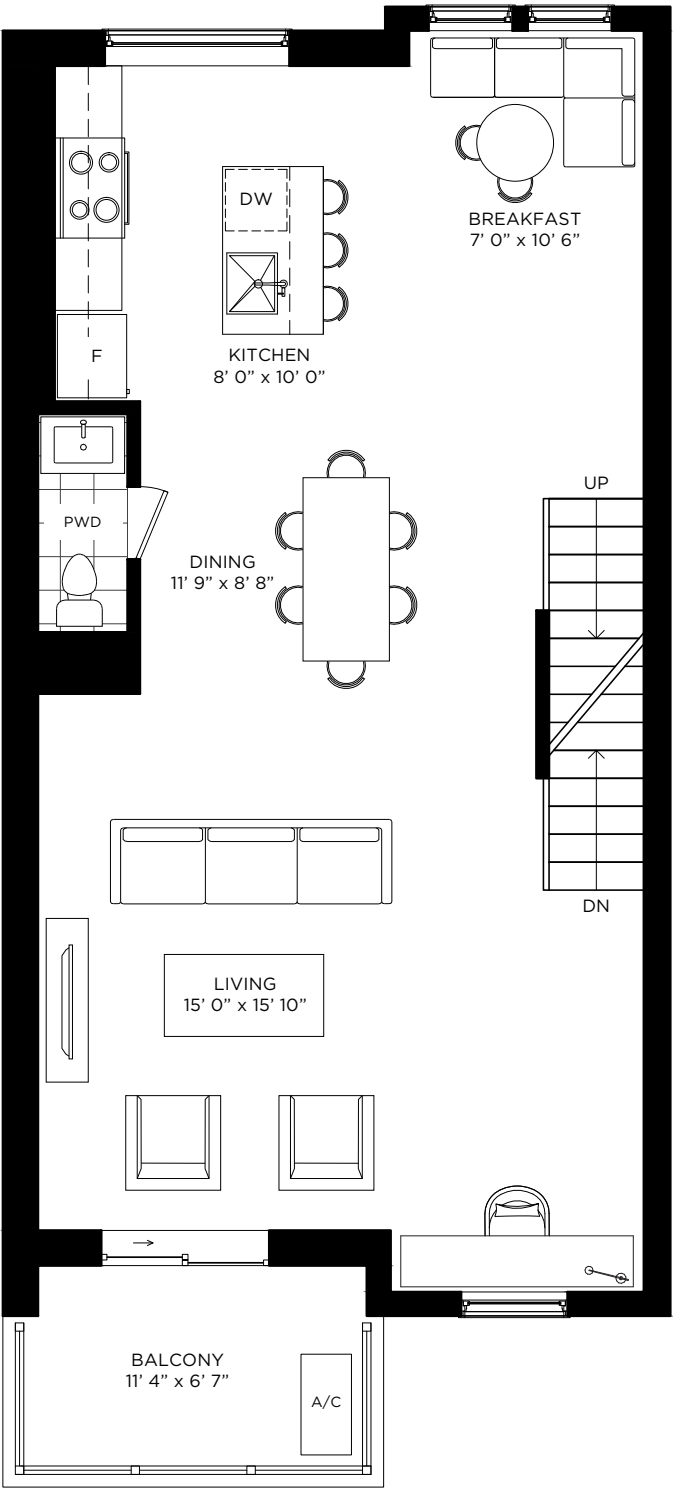 DW
BREAKFAST
7’ 0” x 10’ 6”
KITCHEN
8’ 0” x 10’ 0”
F
UP
PWD
DINING
11’ 9” x 8’ 8”
DN
LIVING
15’ 0” x 15’ 10”
BALCONY
11’ 4” x 6’ 7”
A/C